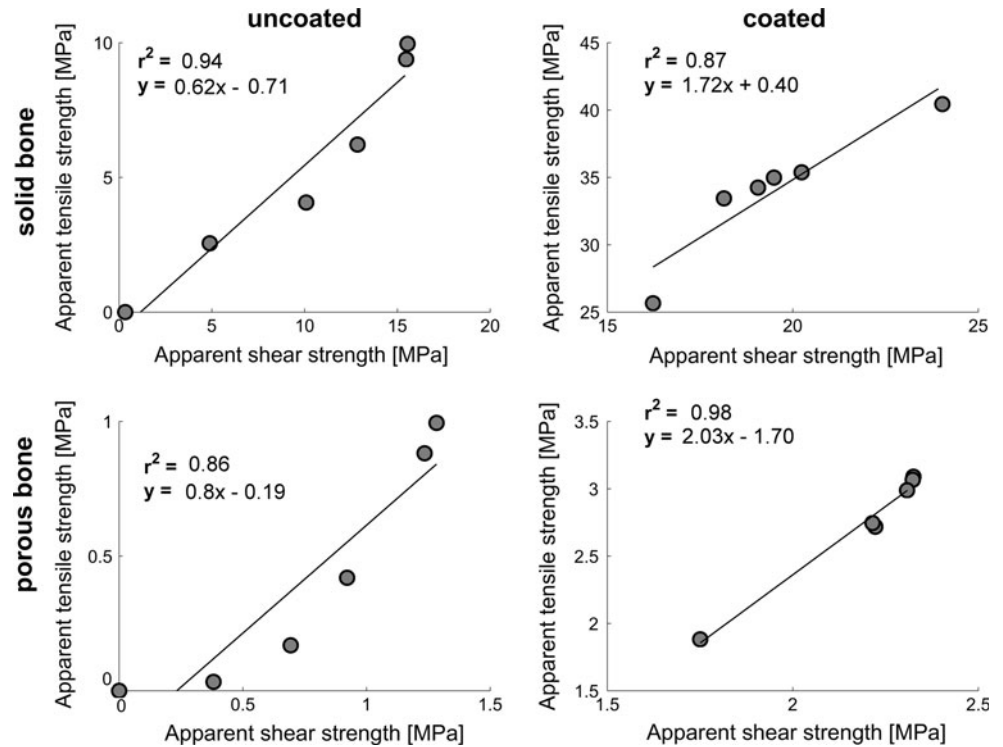 uncoated
coated
solid bone
Apparent tensile strength [MPa]
10
5
0
r² = 0.94
y = 0.62x - 0.71
0
5
10
15
20
Apparent shear strength [MPa]
Apparent tensile strength [MPa]
45
40
35
30
25
r² = 0.87
y = 1.72x + 0.40
15
20
25
Apparent shear strength [MPa]
porous bone
Apparent tensile strength [MPa]
1
0.5
0
r² = 0.86
y = 0.8x - 0.19
0
0.5
1
1.5
Apparent shear strength [MPa]
Apparent tensile strength [MPa]
3.5
3
2.5
2
1.5
r² = 0.98
y = 2.03x - 1.70
1.5
2
2.5
Apparent shear strength [MPa]